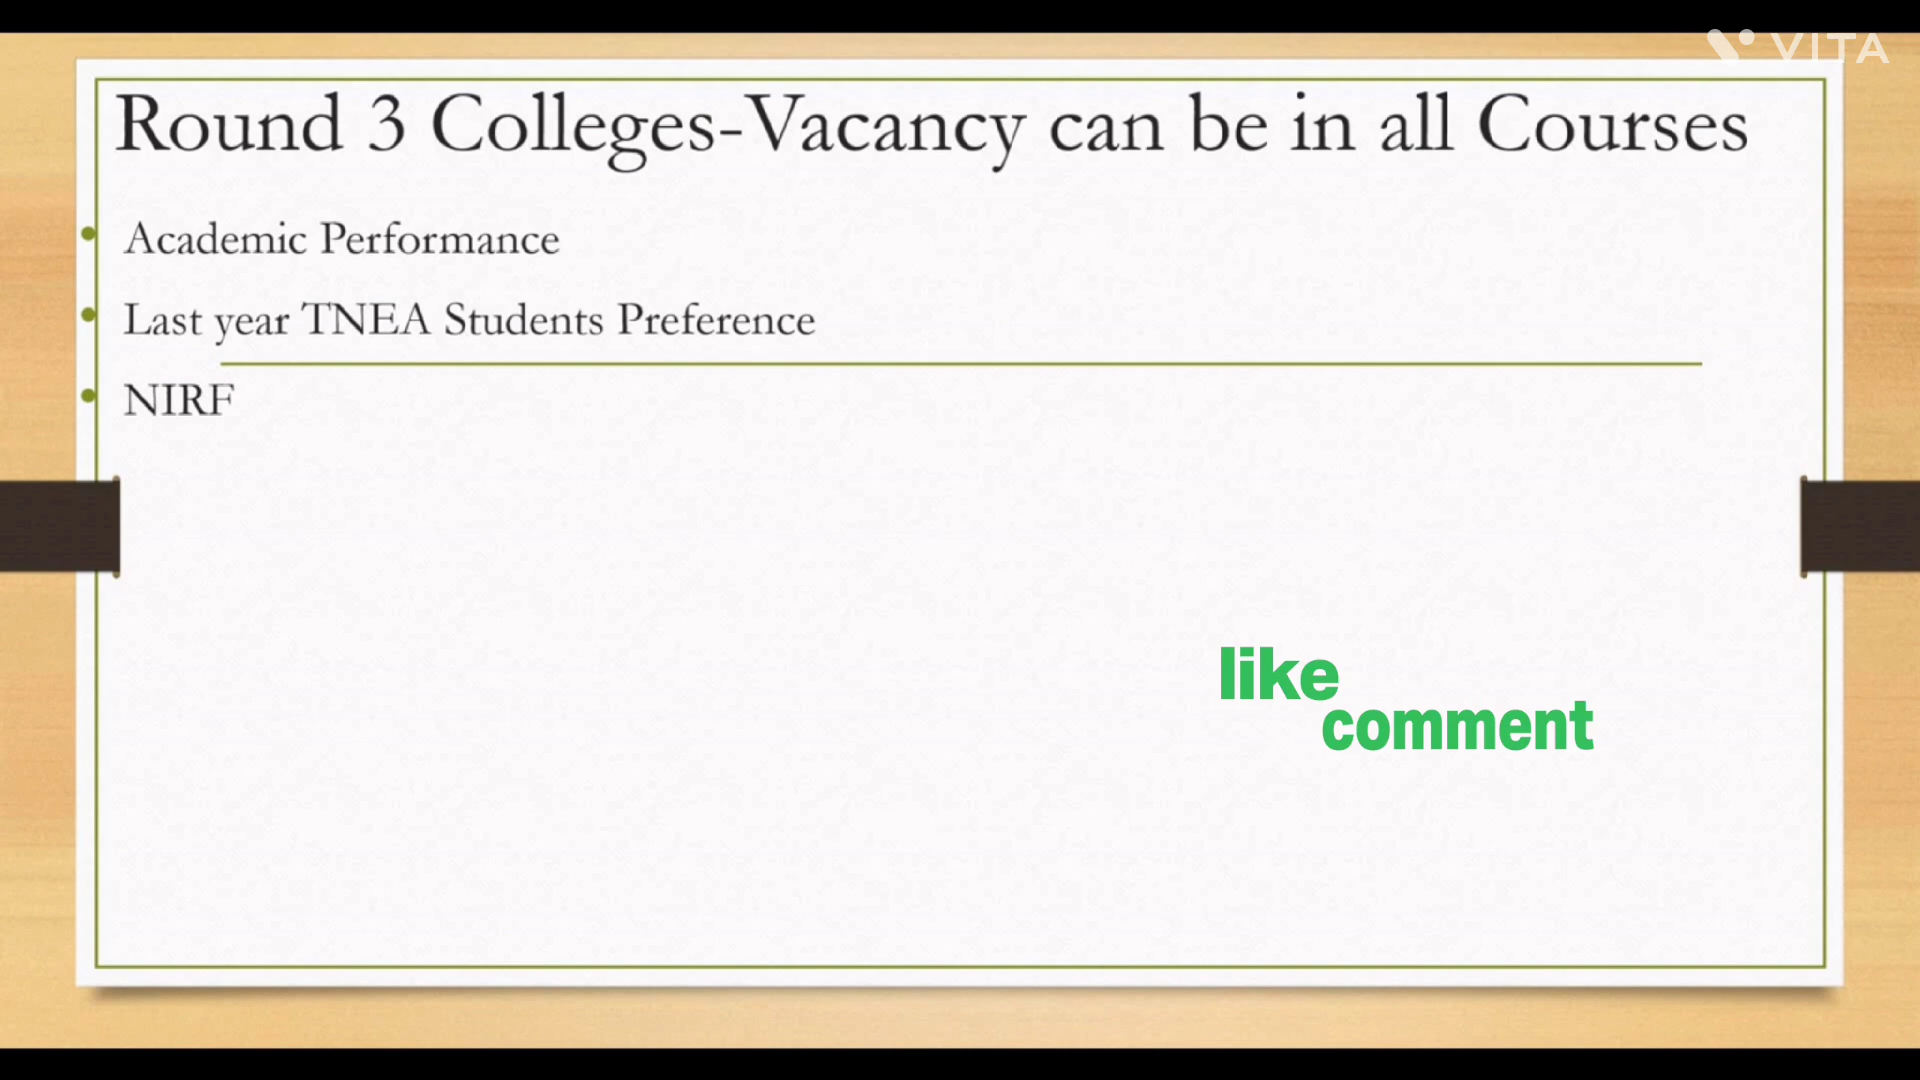 VITA
Round 3 Colleges-Vacancy can be in all Courses
Academic Performance
Last year TNEA Students Preference
NIRF
like
comment